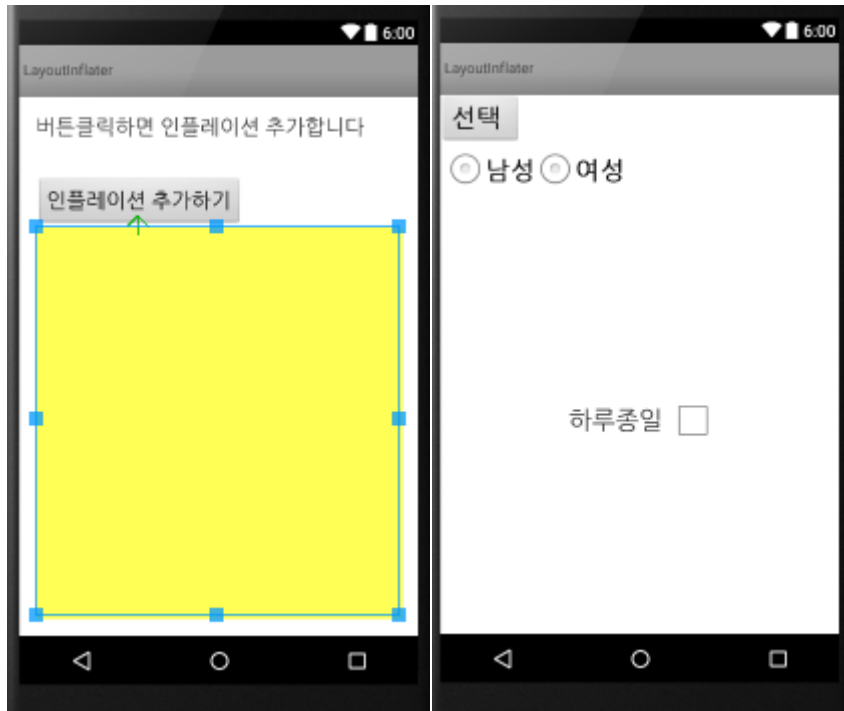 6:00
LayoutInflater
버튼클릭하면 인플레이션 추가합니다
인플레이션 추가하기
6:00
LayoutInflater
선택
남성 여성
하루종일